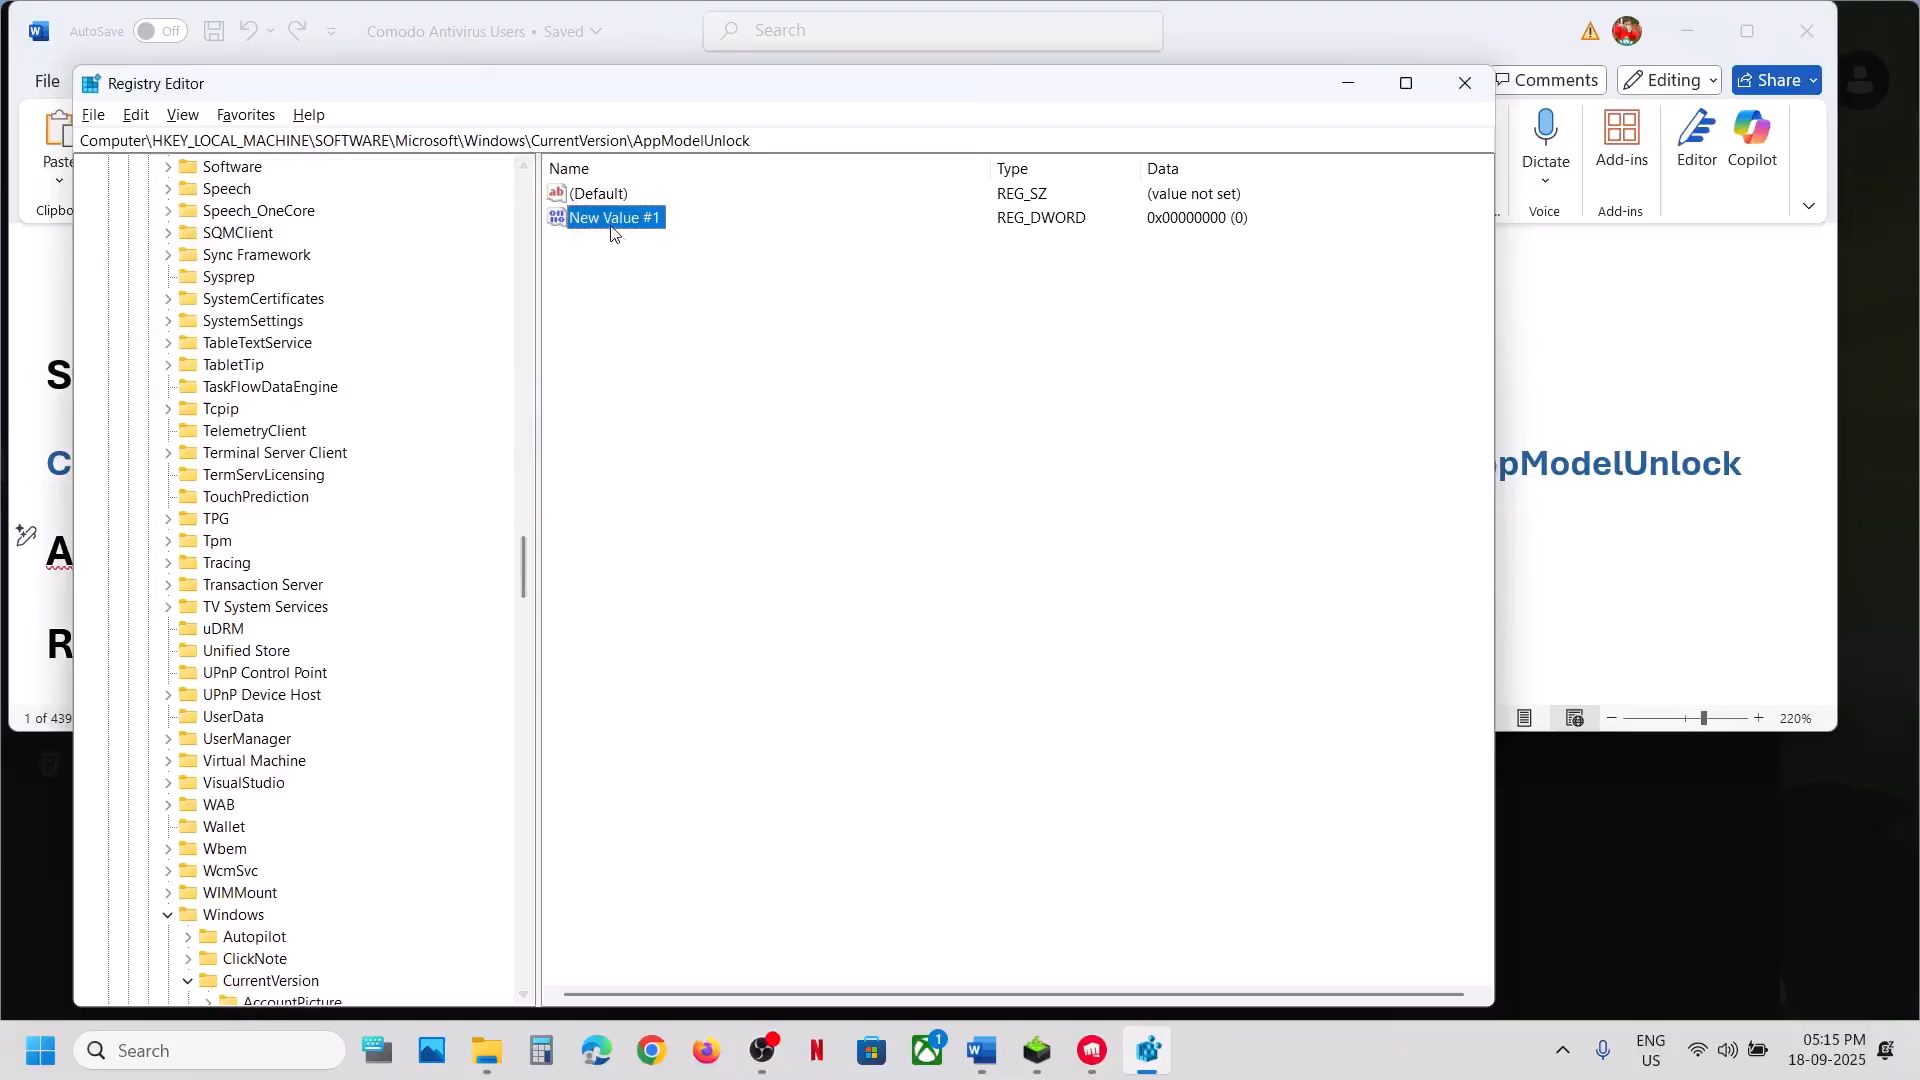 AutoSave
Off
Comodo Antivirus Users • Saved
Search
File
Comments
Editing
Share
Paste
Clipbo
Dictate
Add-ins
Editor
Copilot
Voice
Add-ins
Registry Editor
File Edit View Favorites Help
Computer\HKEY_LOCAL_MACHINE\SOFTWARE\Microsoft\Windows\CurrentVersion\AppModelUnlock
Software
Speech
Speech_OneCore
SQMClient
Sync Framework
Sysprep
SystemCertificates
SystemSettings
TableTextService
TabletTip
TaskFlowDataEngine
Tcpip
TelemetryClient
Terminal Server Client
TermServLicensing
TouchPrediction
TPG
Tpm
Tracing
Transaction Server
TV System Services
uDRM
Unified Store
UPnP Control Point
UPnP Device Host
UserData
UserManager
Virtual Machine
VisualStudio
WAB
Wallet
Wbem
WcmSvc
WIMMount
Windows
Autopilot
ClickNote
CurrentVersion
AccountPicture
Name Type Data
(Default) REG_SZ (value not set)
New Value #1 REG_DWORD 0x00000000 (0)
S
C
pModelUnlock
A
R
1 of 439
220%
Search
1
ENG
US
05:15 PM
18-09-2025